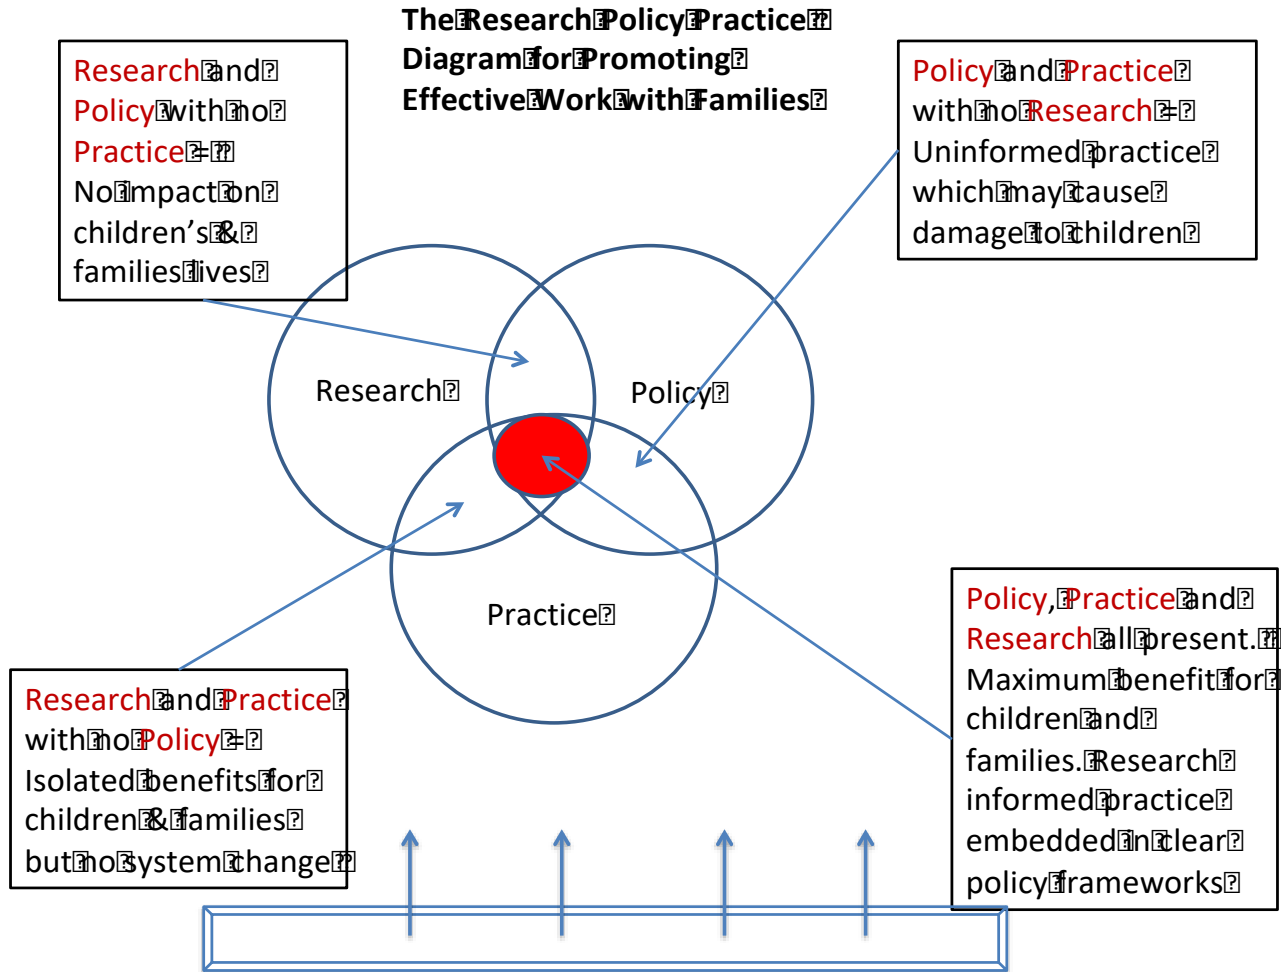 The Research Policy Practice
Diagram for Promoting
Effective Work with Families
Research and
Policy with no
Practice =
No impact on
children's &
families lives
Policy and Practice
with no Research =
Uninformed practice
which may cause
damage to children
Research
Policy
Practice
Research and Practice
with no Policy =
Isolated benefits for
children & families
but no system change
Policy, Practice and
Research all present.
Maximum benefit for
children and
families. Research
informed practice
embedded in clear
policy frameworks